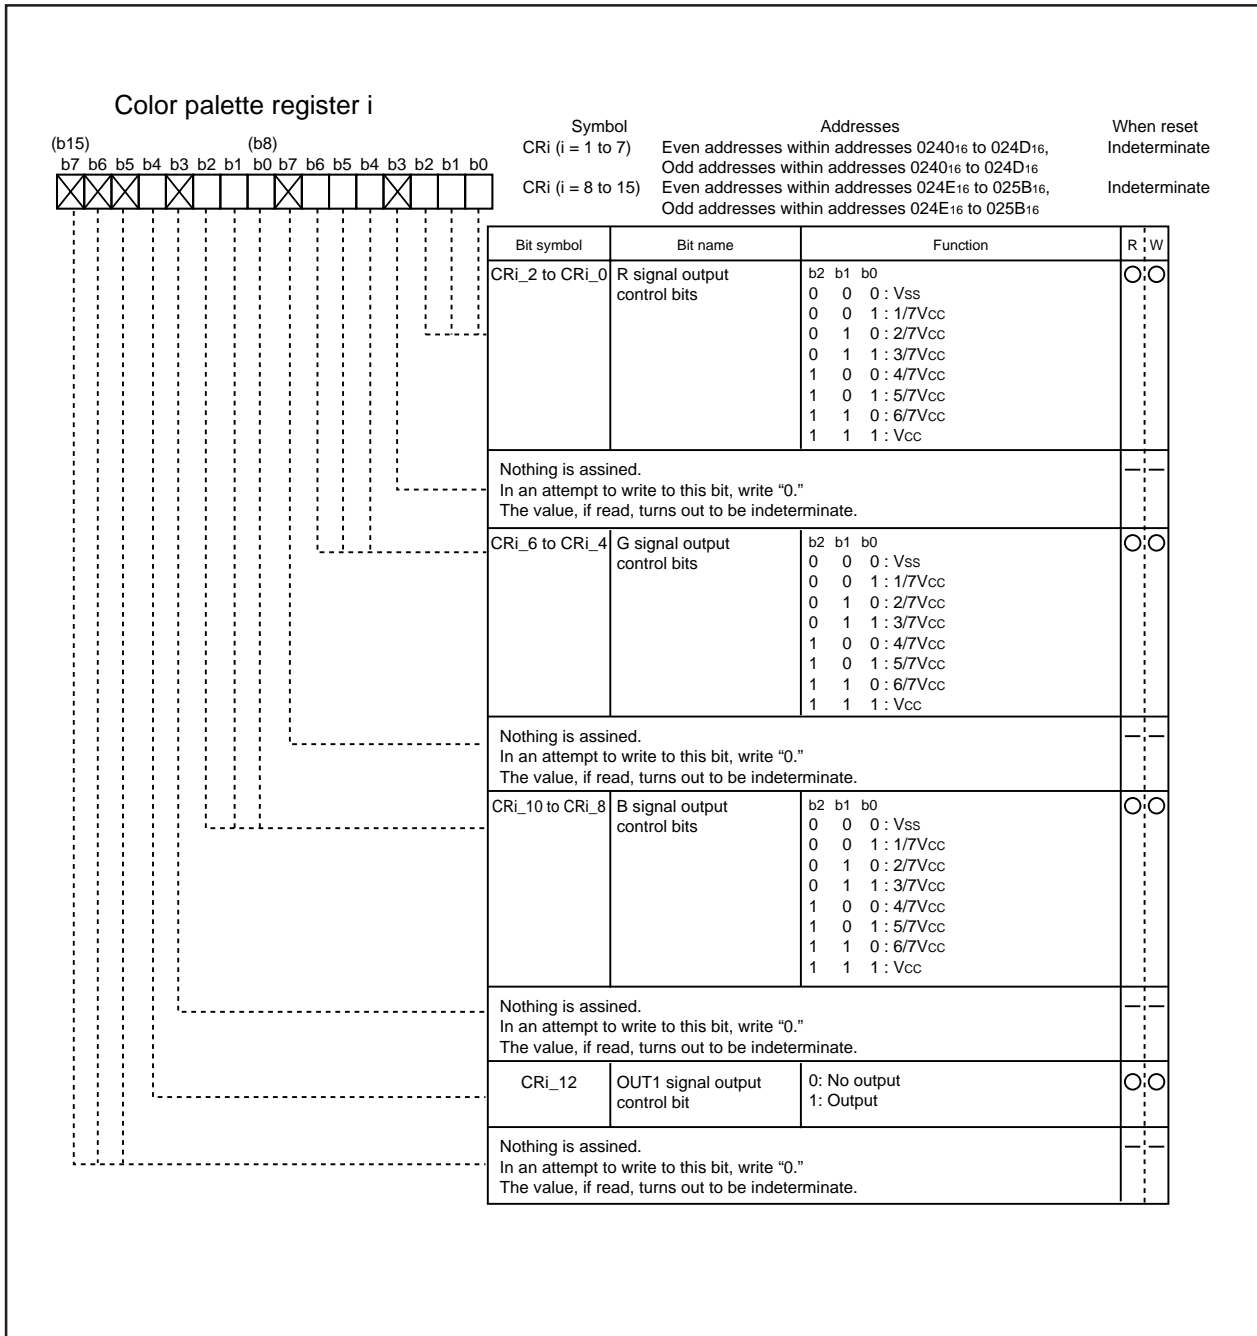 Color palette register i
(b15) (b8)
b7 b6 b5 b4 b3 b2 b1 b0 b7 b6 b5 b4 b3 b2 b1 b0
Symbol Addresses When reset
CRi (i = 1 to 7) Even addresses within addresses 024016 to 024D16, Indeterminate
Odd addresses within addresses 024016 to 024D16
CRi (i = 8 to 15) Even addresses within addresses 024E16 to 025B16, Indeterminate
Odd addresses within addresses 024E16 to 025B16
Bit symbol Bit name Function R W
CRi_2 to CRi_0 R signal output control bits
b2 b1 b0
0 0 0 : VSS
0 0 1 : 1/7VCC
0 1 0 : 2/7VCC
0 1 1 : 3/7VCC
1 0 0 : 4/7VCC
1 0 1 : 5/7VCC
1 1 0 : 6/7VCC
1 1 1 : VCC
Nothing is assined.
In an attempt to write to this bit, write “0.”
The value, if read, turns out to be indeterminate.
CRi_6 to CRi_4 G signal output control bits
b2 b1 b0
0 0 0 : VSS
0 0 1 : 1/7VCC
0 1 0 : 2/7VCC
0 1 1 : 3/7VCC
1 0 0 : 4/7VCC
1 0 1 : 5/7VCC
1 1 0 : 6/7VCC
1 1 1 : VCC
Nothing is assined.
In an attempt to write to this bit, write “0.”
The value, if read, turns out to be indeterminate.
CRi_10 to CRi_8 B signal output control bits
b2 b1 b0
0 0 0 : VSS
0 0 1 : 1/7VCC
0 1 0 : 2/7VCC
0 1 1 : 3/7VCC
1 0 0 : 4/7VCC
1 0 1 : 5/7VCC
1 1 0 : 6/7VCC
1 1 1 : VCC
Nothing is assined.
In an attempt to write to this bit, write “0.”
The value, if read, turns out to be indeterminate.
CRi_12 OUT1 signal output control bit
0: No output
1: Output
Nothing is assined.
In an attempt to write to this bit, write “0.”
The value, if read, turns out to be indeterminate.